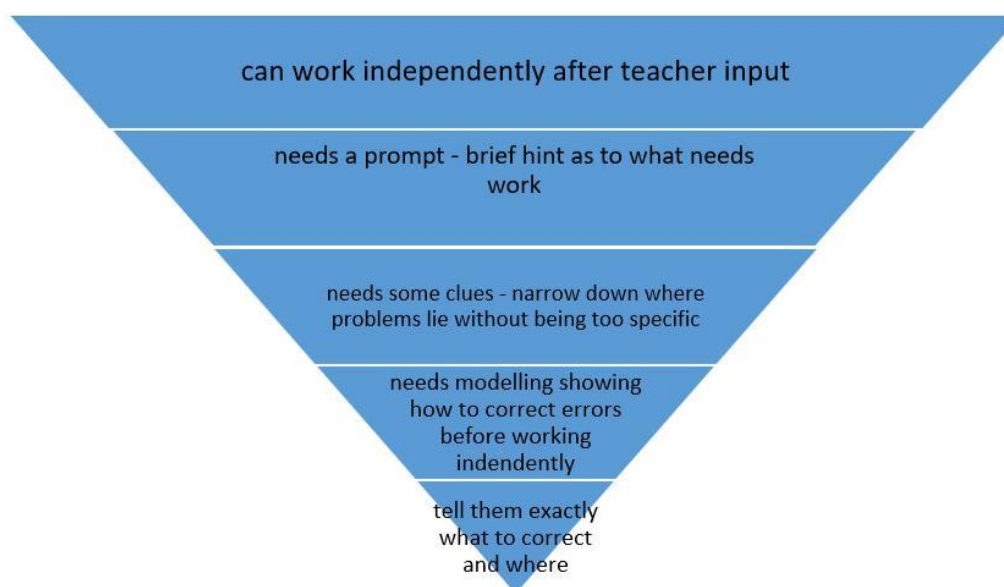 can work independently after teacher input
needs a prompt - brief hint as to what needs
work
needs some clues - narrow down where
problems lie without being too specific
needs modelling showing
how to correct errors
before working
indendently
tell them exactly
what to correct
and where